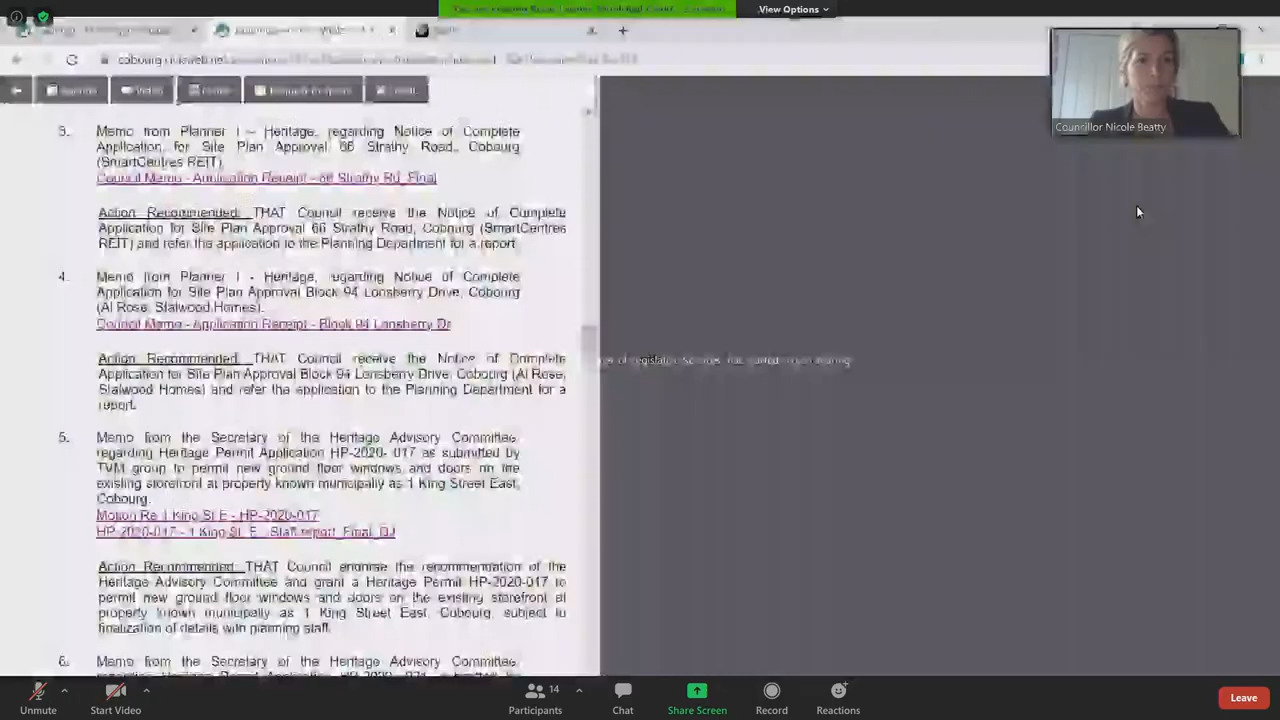 View Options
Councillor Nicole Beatty
3. Memo from Planner I - Heritage, regarding Notice of Complete
Application for Site Plan Approval 66 Strathy Road, Cobourg
(SmartCentres REIT).
Council Memo - Application Receipt - 66 Strathy Rd_Final
Action Recommended: THAT Council receive the Notice of Complete
Application for Site Plan Approval 66 Strathy Road, Cobourg (SmartCentres
REIT) and refer the application to the Planning Department for a report
4. Memo from Planner I - Heritage, regarding Notice of Complete
Application for Site Plan Approval Block 94 Lonsberry Drive, Cobourg
(Al Rose, Stalwood Homes).
Council Memo - Application Receipt - Block 94 Lonsberry Dr
Action Recommended: THAT Council receive the Notice of Complete
Application for Site Plan Approval Block 94 Lonsberry Drive, Cobourg (Al Rose,
Stalwood Homes) and refer the application to the Planning Department for a
report.
5. Memo from the Secretary of the Heritage Advisory Committee,
regarding Heritage Permit Application HP-2020- 017 as submitted by
TVM group to permit new ground floor windows and doors on the
existing storefront at property known municipally as 1 King Street East,
Cobourg.
Motion Re 1 King St E - HP-2020-017
HP-2020-017 - 1 King St. E - Staff report_Final_DJ
Action Recommended: THAT Council endorse the recommendation of the
Heritage Advisory Committee and grant a Heritage Permit HP-2020-017 to
permit new ground floor windows and doors on the existing storefront at
property known municipally as 1 King Street East, Cobourg, subject to
finalization of details with planning staff.
6. Memo from the Secretary of the Heritage Advisory Committee,
Unmute
Start Video
14
Participants
Chat
Share Screen
Record
Reactions
Leave